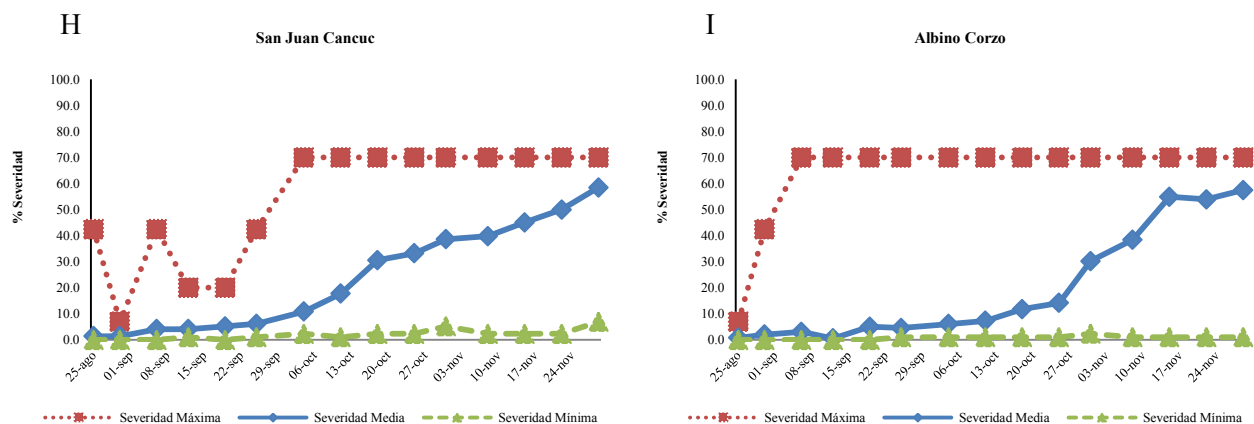 H
San Juan Cancuc
% Severidad
100.0
90.0
80.0
70.0
60.0
50.0
40.0
30.0
20.0
10.0
0.0
25-ago
01-sep
08-sep
15-sep
22-sep
29-sep
06-oct
13-oct
20-oct
27-oct
03-nov
10-nov
17-nov
24-nov
Severidad Máxima Severidad Media Severidad Mínima
I
Albino Corzo
% Severidad
100.0
90.0
80.0
70.0
60.0
50.0
40.0
30.0
20.0
10.0
0.0
25-ago
01-sep
08-sep
15-sep
22-sep
29-sep
06-oct
13-oct
20-oct
27-oct
03-nov
10-nov
17-nov
24-nov
Severidad Máxima Severidad Media Severidad Mínima